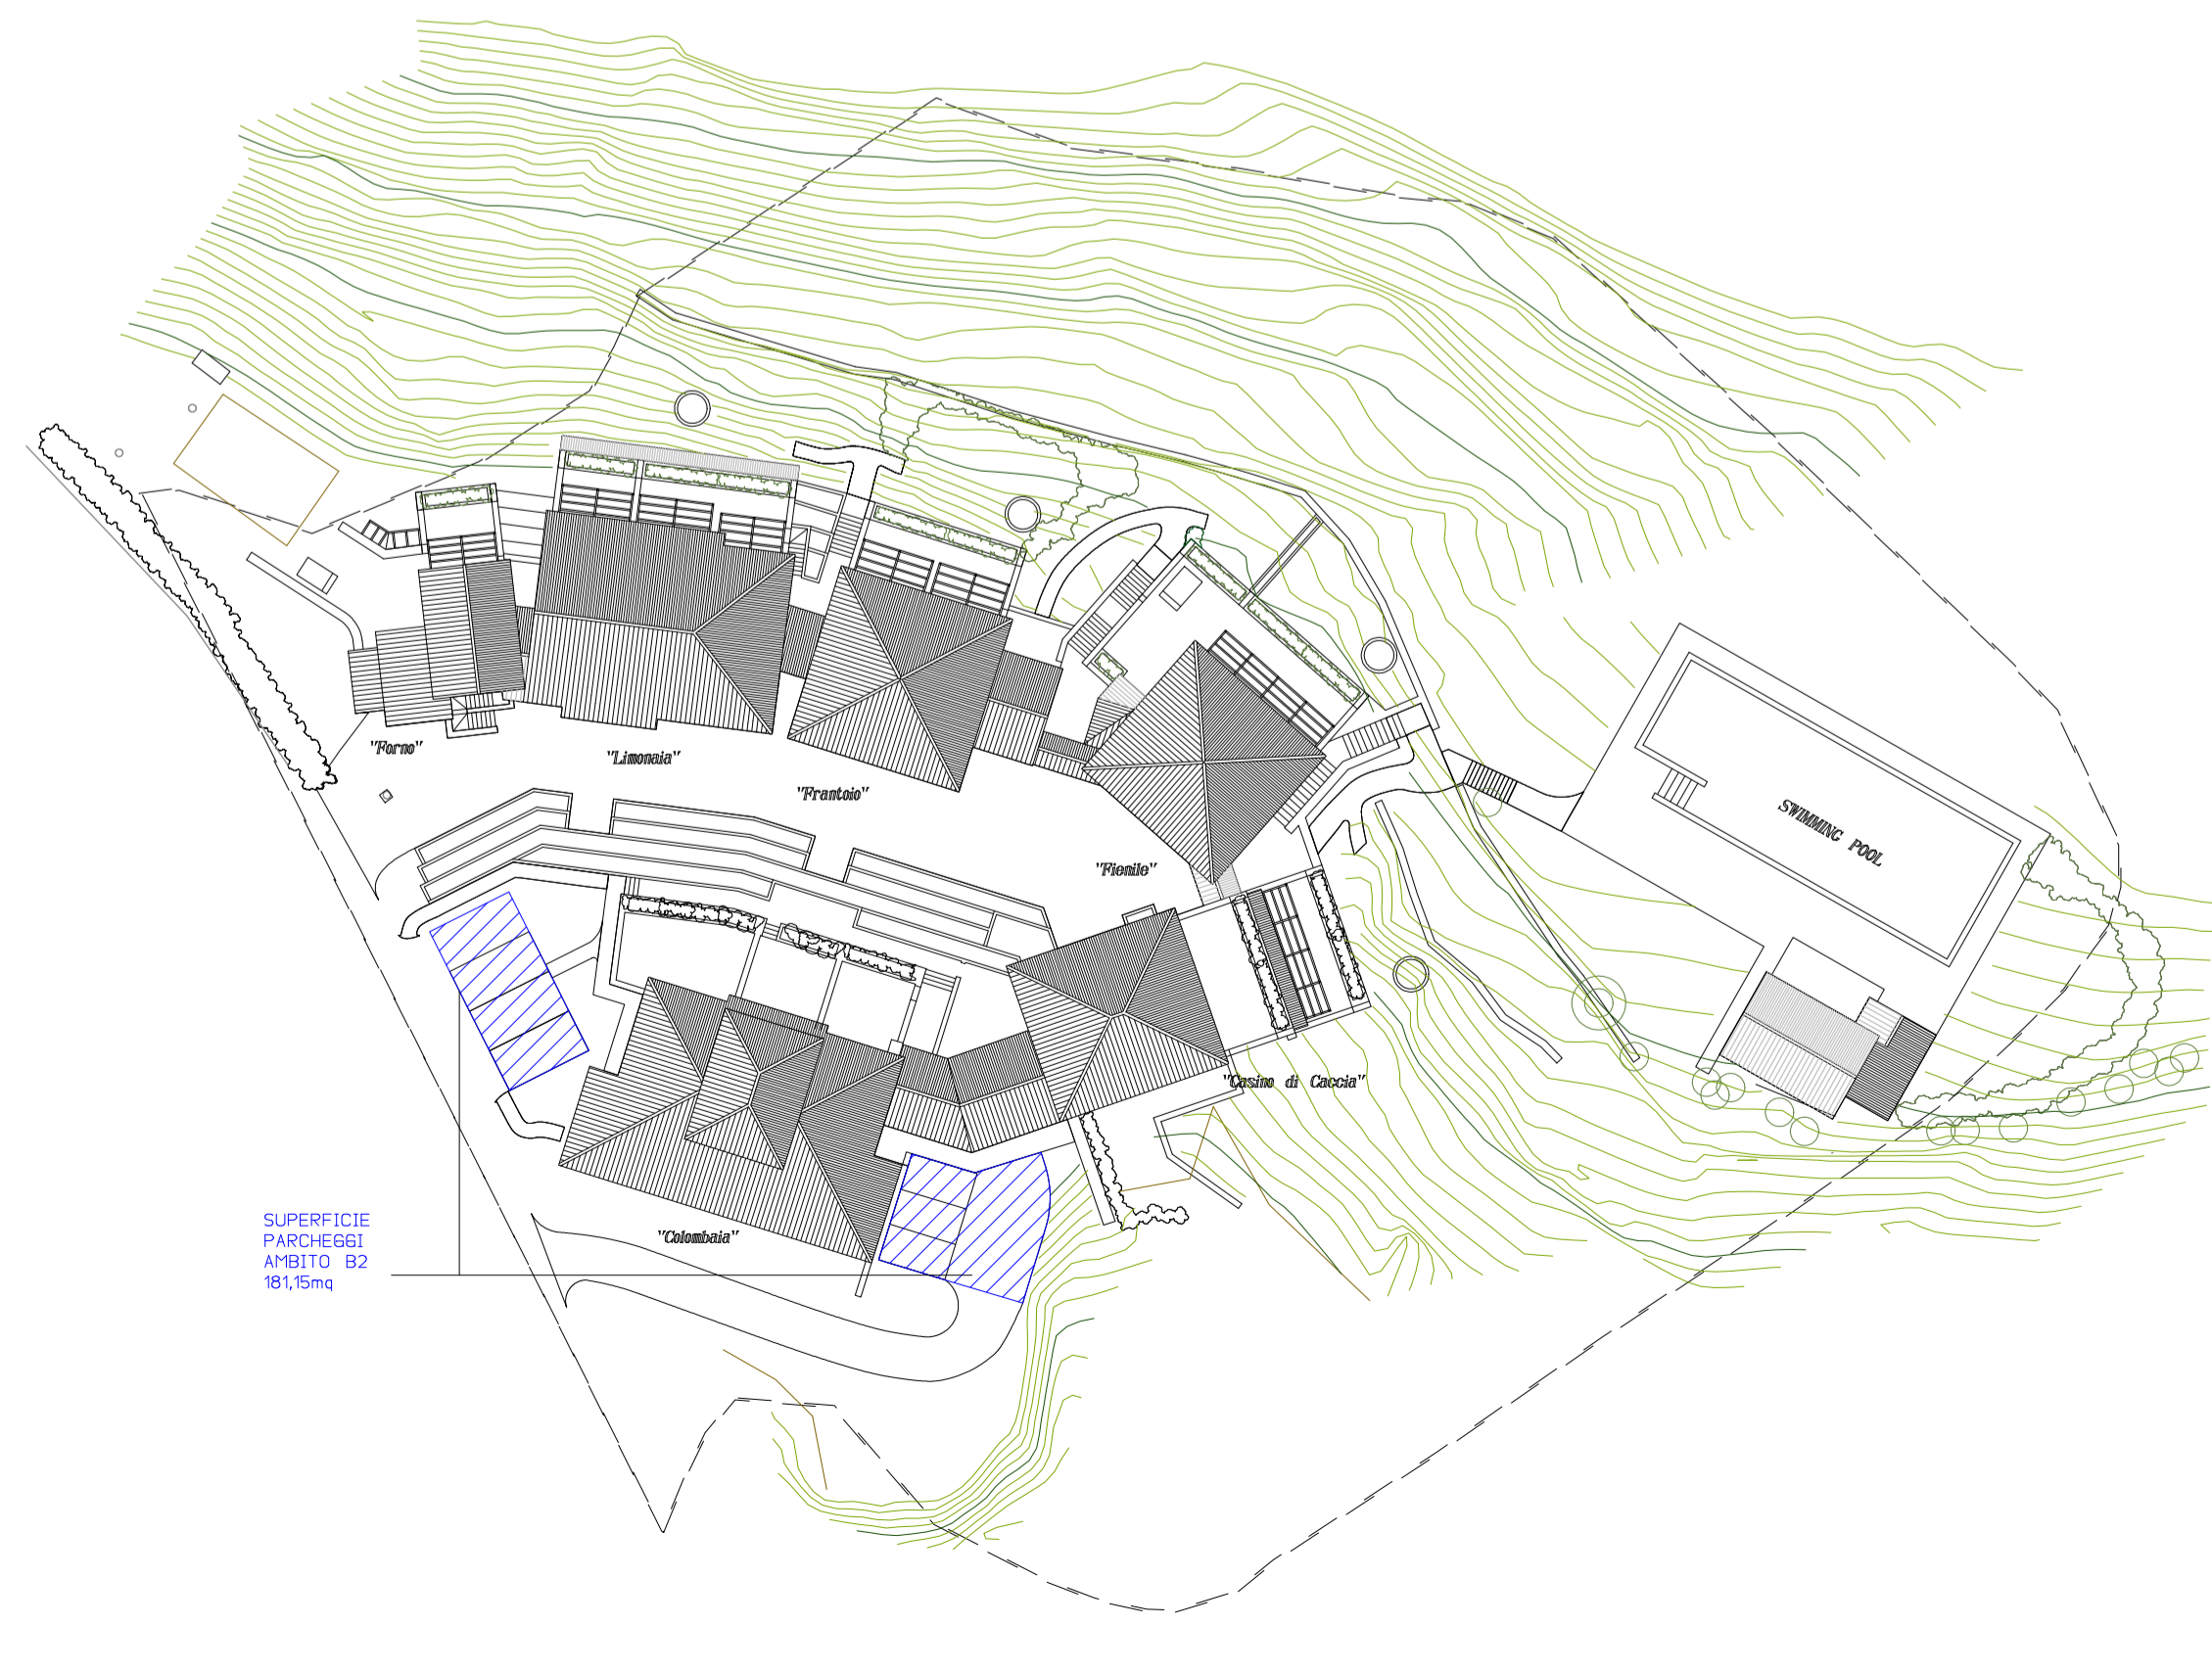 "Forno"
"Limonaia"
"Frantoio"
SWIMMING POOL
"Fienile"
"Casino di Caccia"
SUPERFICIE
PARCHEGGI
AMBITO B2
181,15mq
"Colombaia"